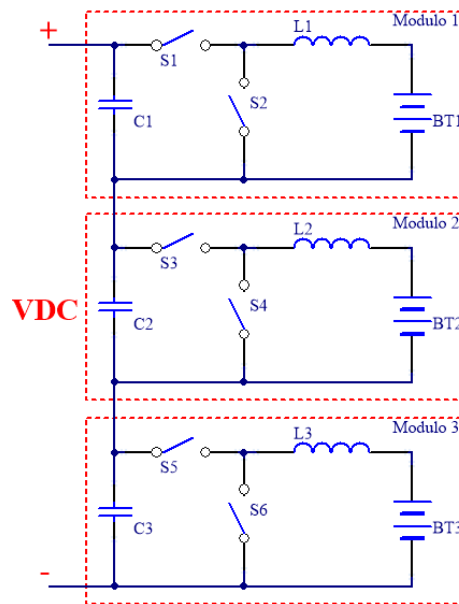 Modulo 1
+
L1
S1
S2
C1
BT1
Modulo 2
L2
S3
VDC
S4
C2
BT2
Modulo 3
L3
S5
S6
C3
BT3
-